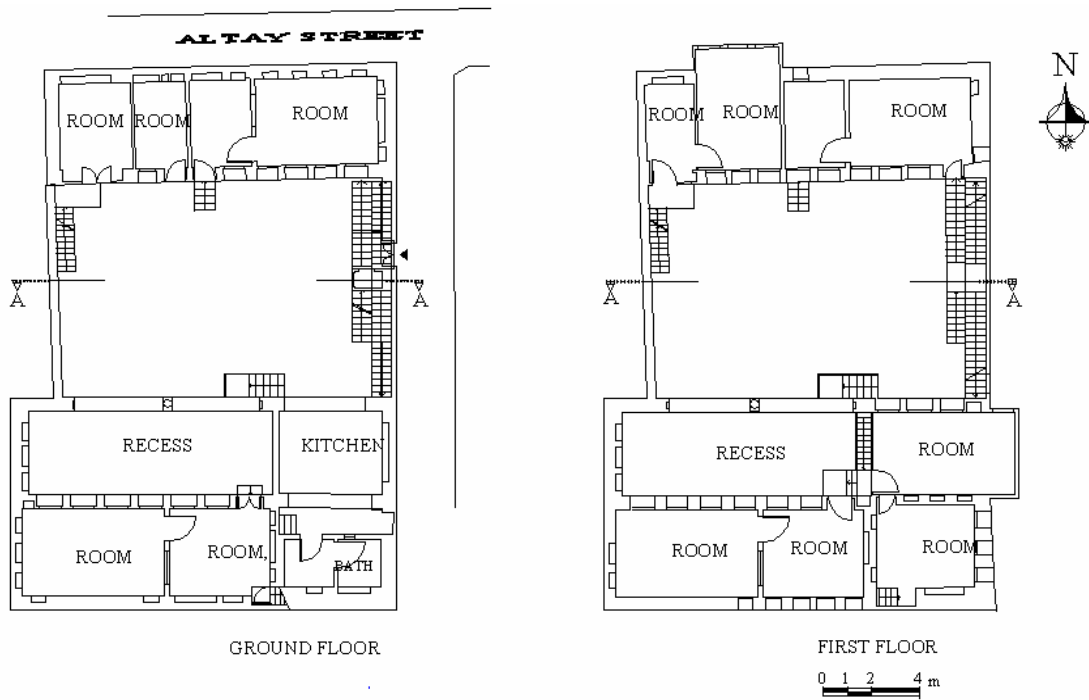 ALTAY STREET
ROOM
ROOM
ROOM
A
A
RECESS
KITCHEN
ROOM
ROOM,
BATH
GROUND FLOOR
N
ROOM
ROOM
ROOM
A
A
RECESS
ROOM
ROOM
ROOM
ROOM
FIRST FLOOR
0 1 2 4 m